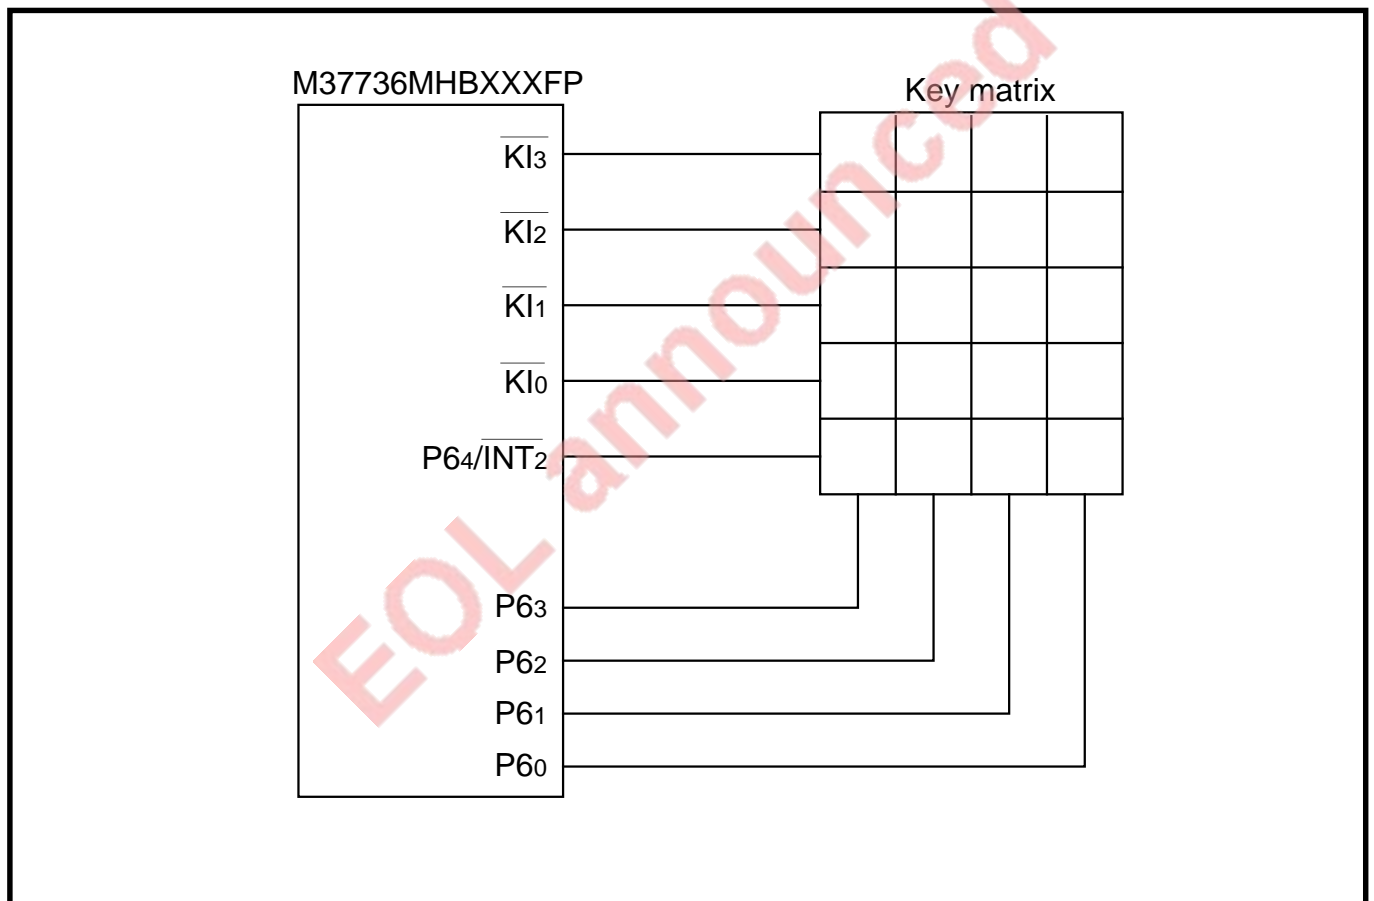 M37736MHBXXXFP
Key matrix
KI3
KI2
KI1
KI0
P64/INT2
P63
P62
P61
P60
EOL announced